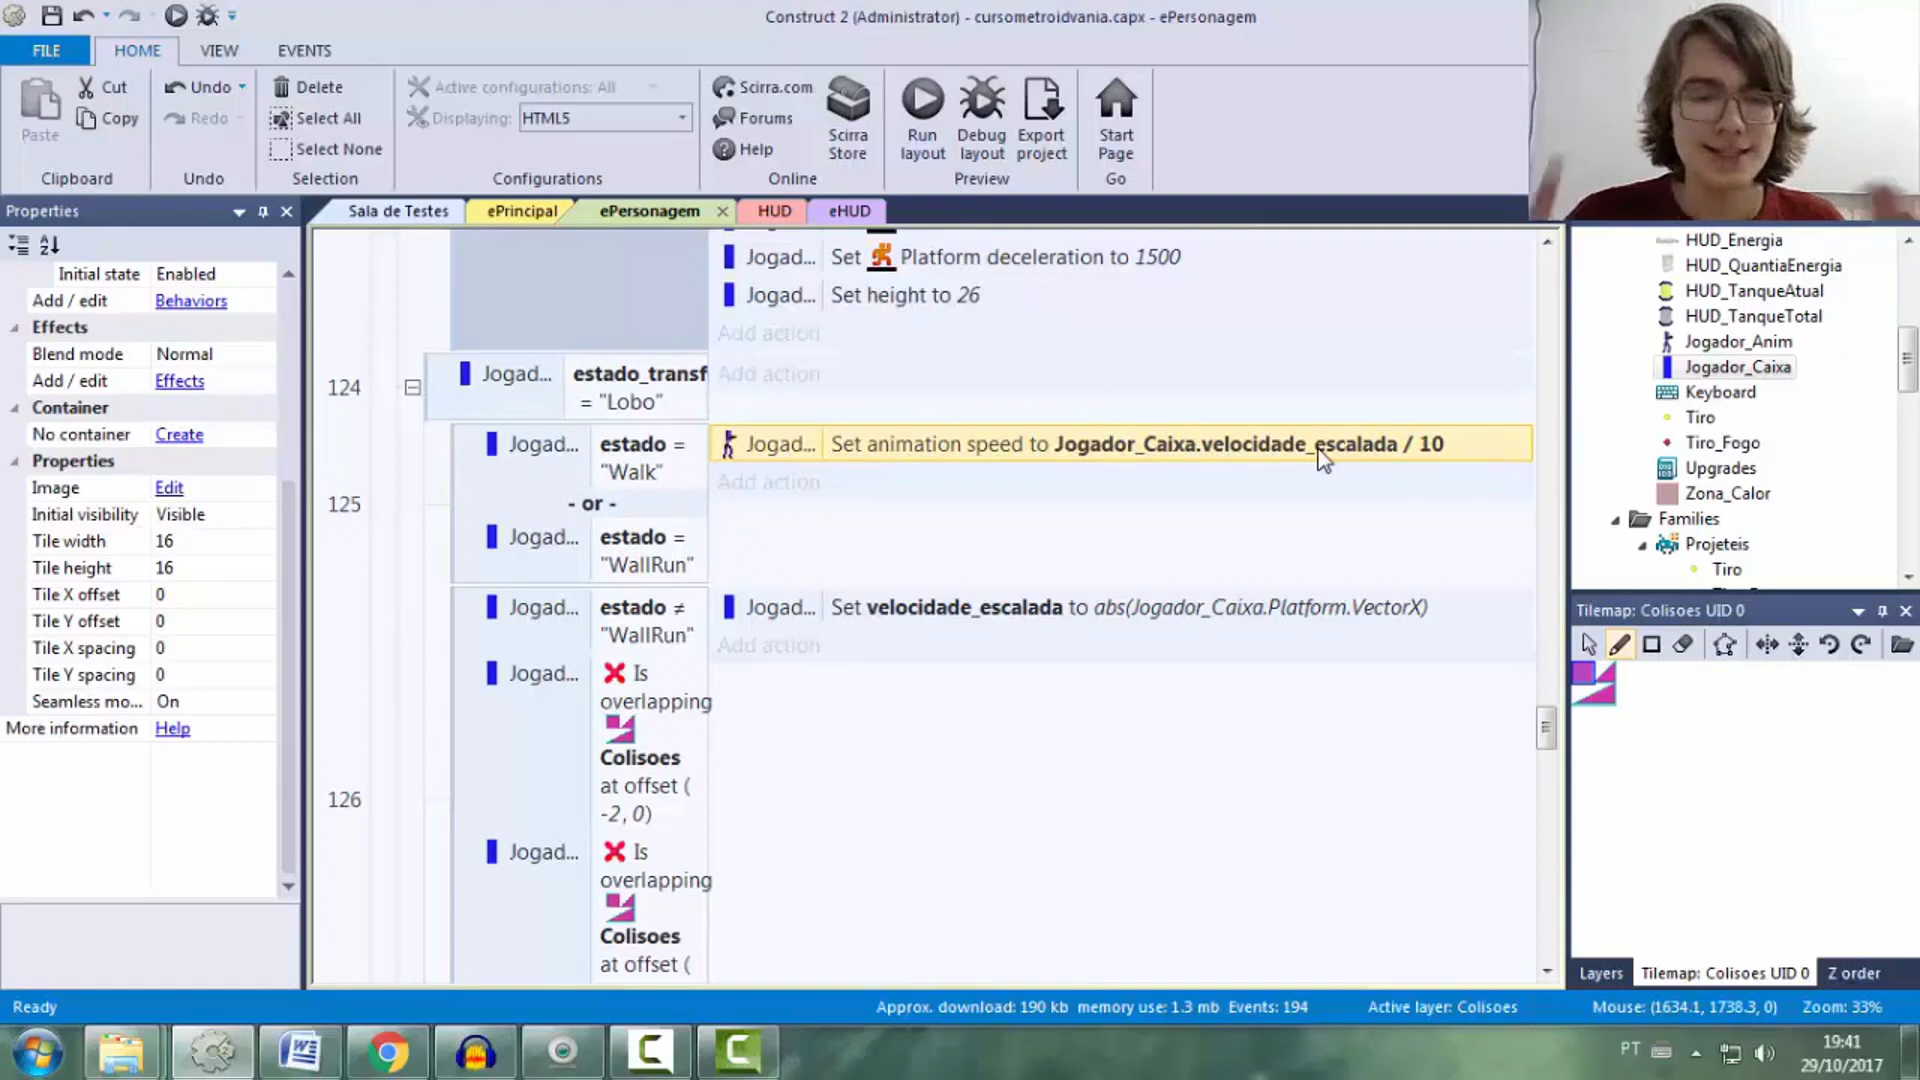 Construct 2 (Administrator) - cursometroidvania.capx - ePersonagem
FILE HOME VIEW EVENTS
Paste
Cut
Copy
Clipboard
Undo
Redo
Undo
Delete
Select All
Select None
Selection
Active configurations: All
Displaying: HTML5
Configurations
Scirra.com
Forums
Help
Scirra Store
Online
Run layout
Debug layout
Export project
Preview
Start Page
Go
Properties
Initial state Enabled
Add / edit Behaviors
Effects
Blend mode Normal
Add / edit Effects
Container
No container Create
Properties
Image Edit
Initial visibility Visible
Tile width 16
Tile height 16
Tile X offset 0
Tile Y offset 0
Tile X spacing 0
Tile Y spacing 0
Seamless mo... On
More information Help
Sala de Testes ePrincipal ePersonagem HUD eHUD
Jogad... Set Platform deceleration to 1500
Jogad... Set height to 26
Add action
124 Jogad... estado_transf = "Lobo"
Add action
125 Jogad... estado = "Walk"
- or -
Jogad... estado = "WallRun"
Jogad... Set animation speed to Jogador_Caixa.velocidade_escalada / 10
Add action
126 Jogad... estado ≠ "WallRun"
Jogad... Set velocidade_escalada to abs(Jogador_Caixa.Platform.VectorX)
Add action
Jogad... Is overlapping Colisoes at offset ( -2, 0)
Jogad... Is overlapping Colisoes at offset (
HUD_Energia
HUD_QuantiaEnergia
HUD_TanqueAtual
HUD_TanqueTotal
Jogador_Anim
Jogador_Caixa
Keyboard
Tiro
Tiro_Fogo
Upgrades
Zona_Calor
Families
Projeteis
Tiro
Tilemap: Colisoes UID 0
Layers Tilemap: Colisoes UID 0 Z order
Ready
Approx. download: 190 kb memory use: 1.3 mb Events: 194
Active layer: Colisoes
Mouse: (1634.1, 1738.3, 0)
Zoom: 33%
PT
19:41
29/10/2017